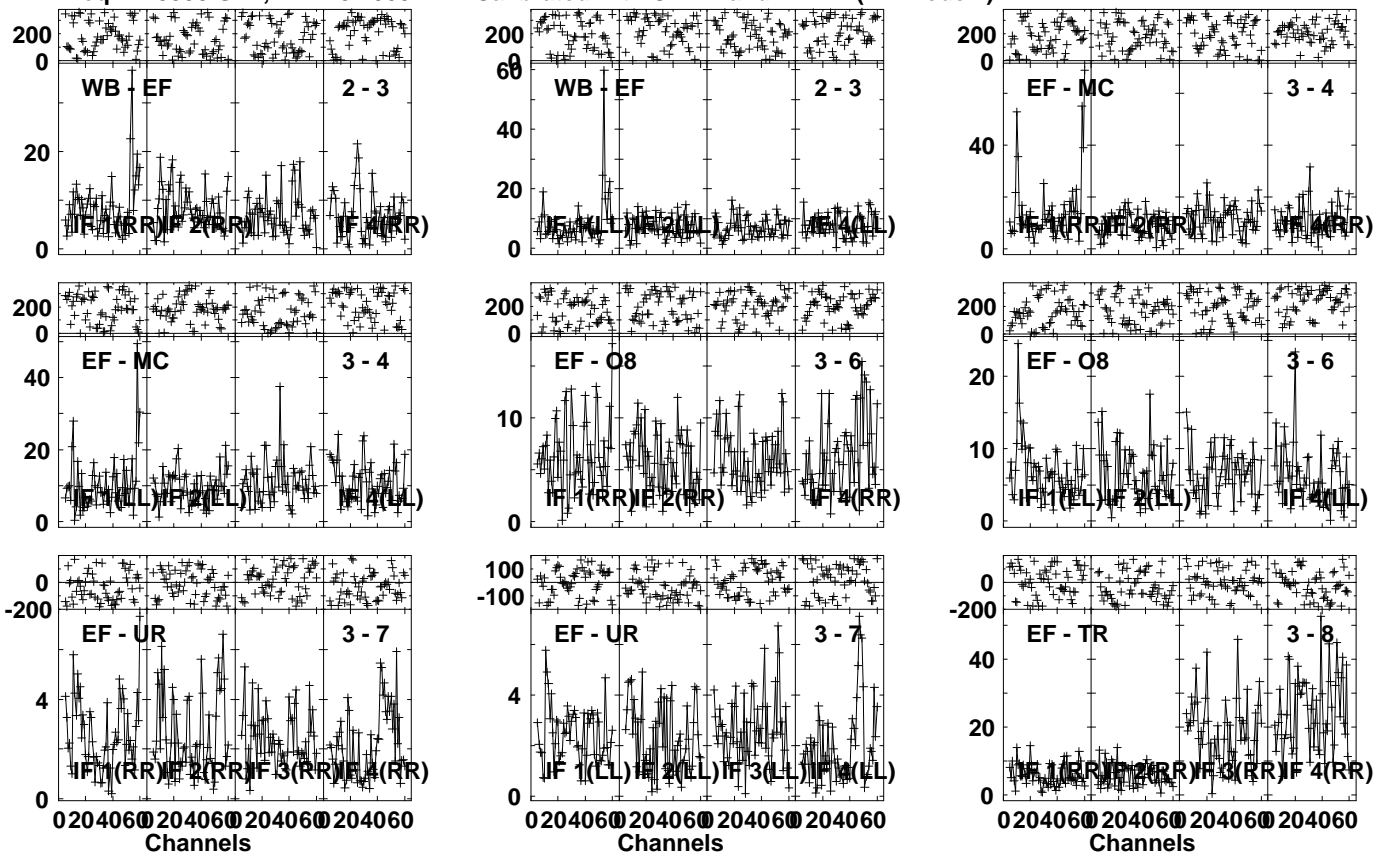 200
0
200
0
200
0
WB - EF 2 - 3
20
0
IF 1(RR) IF 2(RR) IF 4(RR)
60
WB - EF 2 - 3
40
20
0
IF 1(LL) IF 2(LL) IF 4(LL)
EF - MC 3 - 4
40
0
IF 1(RR) IF 2(RR) IF 4(RR)
200
0
200
0
200
0
EF - MC 3 - 4
40
20
0
IF 1(LL) IF 2(LL) IF 4(LL)
EF - O8 3 - 6
10
0
IF 1(RR) IF 2(RR) IF 4(RR)
EF - O8 3 - 6
20
10
0
IF 1(LL) IF 2(LL) IF 4(LL)
0
-200
100
-100
0
-200
EF - UR 3 - 7
4
0
IF 1(RR) IF 2(RR) IF 3(RR) IF 4(RR)
EF - UR 3 - 7
4
0
IF 1(LL) IF 2(LL) IF 3(LL) IF 4(LL)
EF - TR 3 - 8
40
20
0
IF 1(RR) IF 2(RR) IF 3(RR) IF 4(RR)
0 20 40 60 0 20 40 60 0 20 40 60 0 20 40 60
Channels
0 20 40 60 0 20 40 60 0 20 40 60 0 20 40 60
Channels
0 20 40 60 0 20 40 60 0 20 40 60 0 20 40 60
Channels